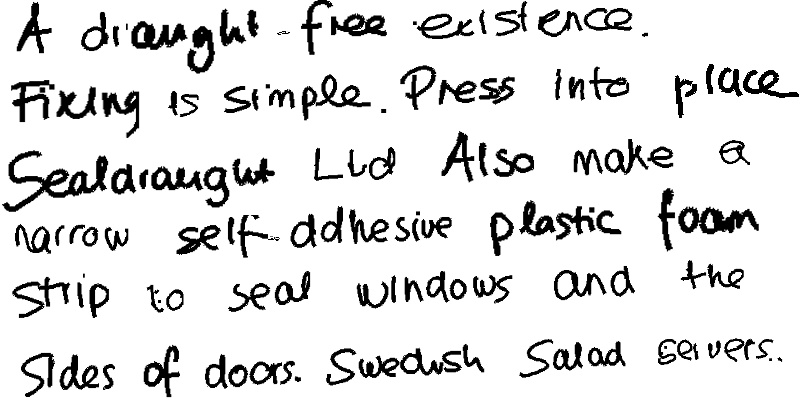 A draught-free existence.
Fixing is simple. Press into place
Sealdraught Ltd Also make a
narrow self-adhesive plastic foam
strip to seal windows and the
sides of doors. Swedish Salad servers.